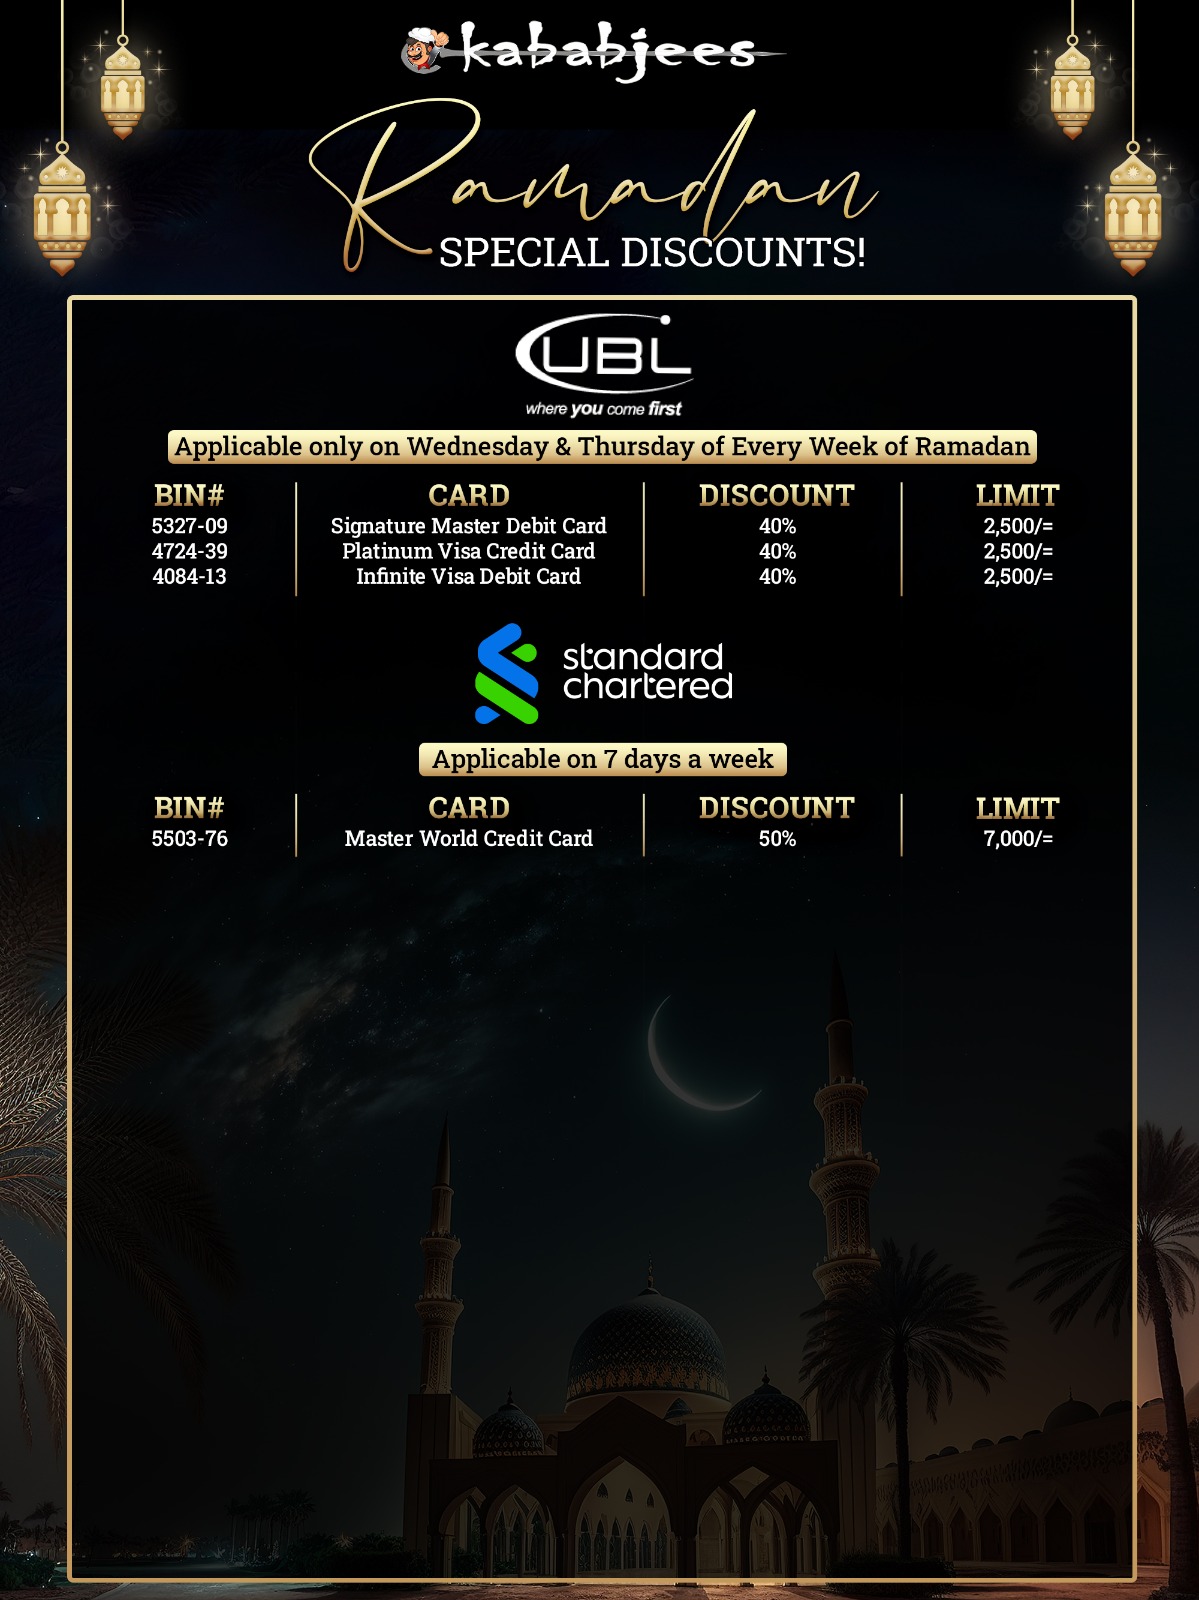 kababjees
Ramadan
SPECIAL DISCOUNTS!
UBL
where you come first
Applicable only on Wednesday & Thursday of Every Week of Ramadan
BIN# CARD DISCOUNT LIMIT
5327-09 Signature Master Debit Card 40% 2,500/=
4724-39 Platinum Visa Credit Card 40% 2,500/=
4084-13 Infinite Visa Debit Card 40% 2,500/=
standard
chartered
Applicable on 7 days a week
BIN# CARD DISCOUNT LIMIT
5503-76 Master World Credit Card 50% 7,000/=